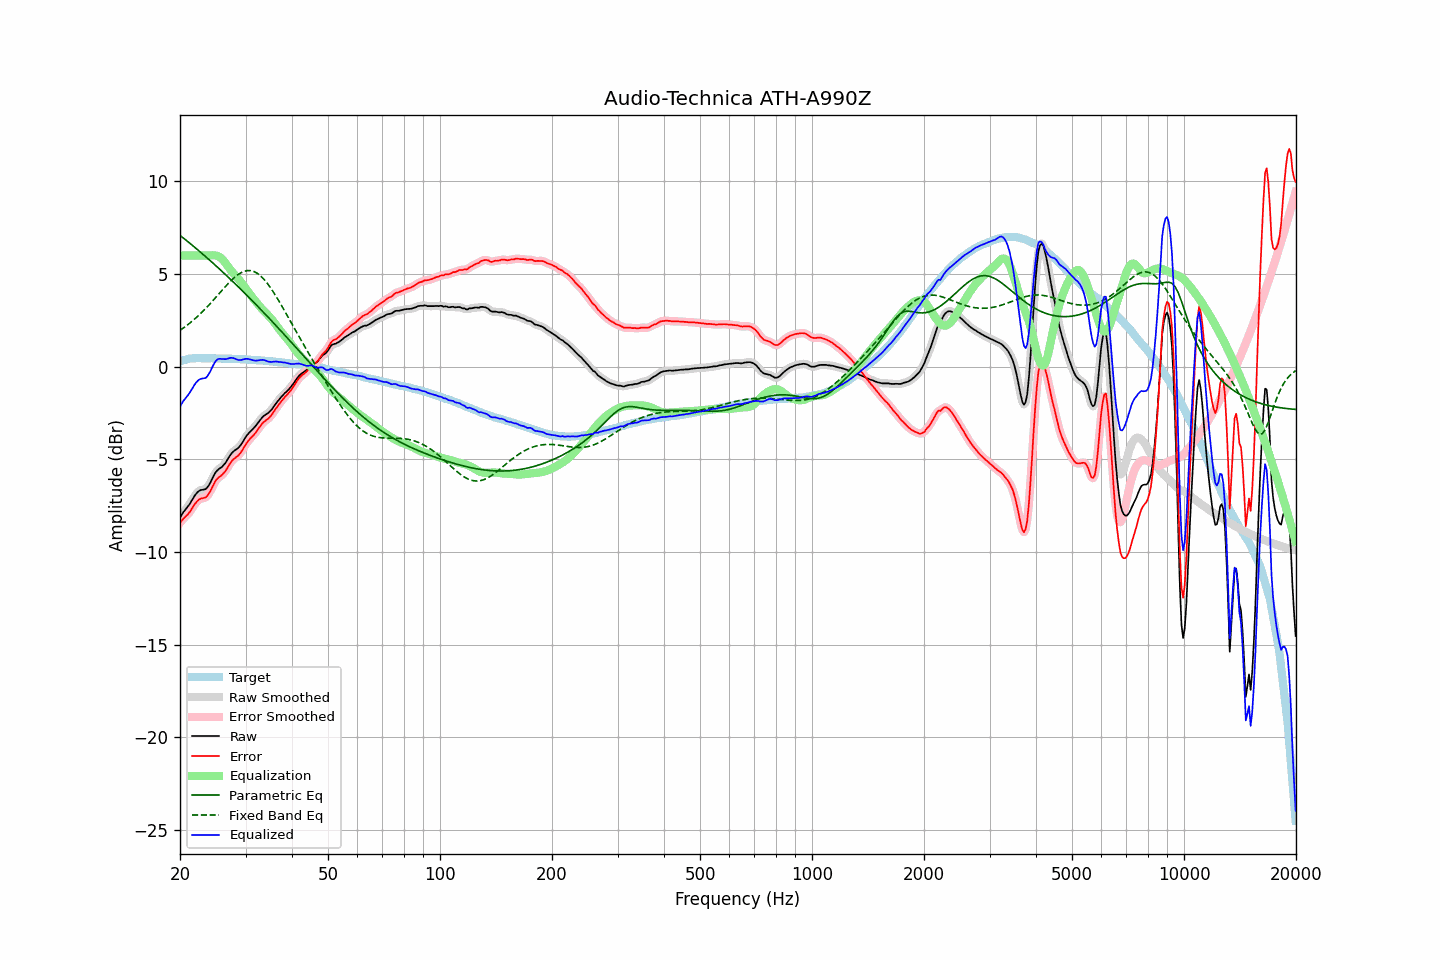 Audio-Technica ATH-A990Z
Amplitude (dBr)
10
5
0
−5
−10
−15
−20
−25
Target
Raw Smoothed
Error Smoothed
Raw
Error
Equalization
Parametric Eq
Fixed Band Eq
Equalized
20 50 100 200 500 1000 2000 5000 10000 20000
Frequency (Hz)